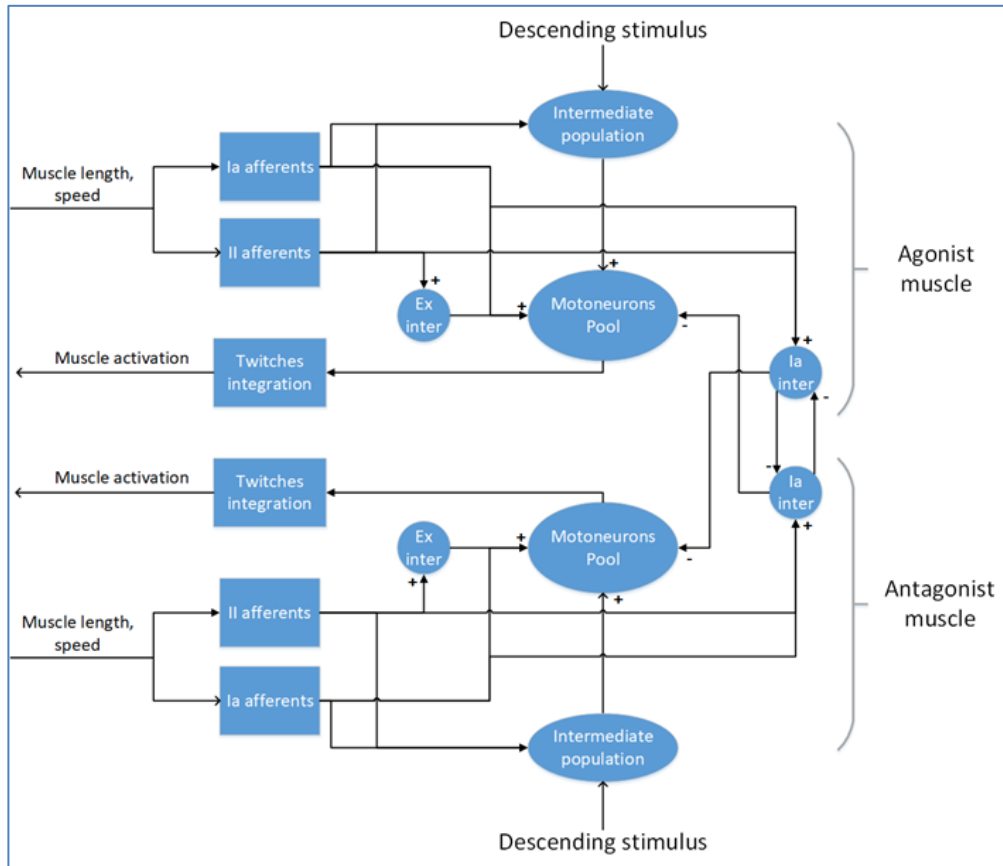 Descending stimulus
Intermediate
population
Muscle length,
speed
Ia afferents
II afferents
+
+
Ex
inter
+
Motoneurons
Pool
-
Agonist
muscle
Muscle activation
Twitches
integration
+
Ia
inter
-
-
-
Muscle activation
Twitches
integration
Ia
inter
+
Ex
inter
+
+
Motoneurons
Pool
-
+
Antagonist
muscle
II afferents
Muscle length,
speed
Ia afferents
Intermediate
population
Descending stimulus